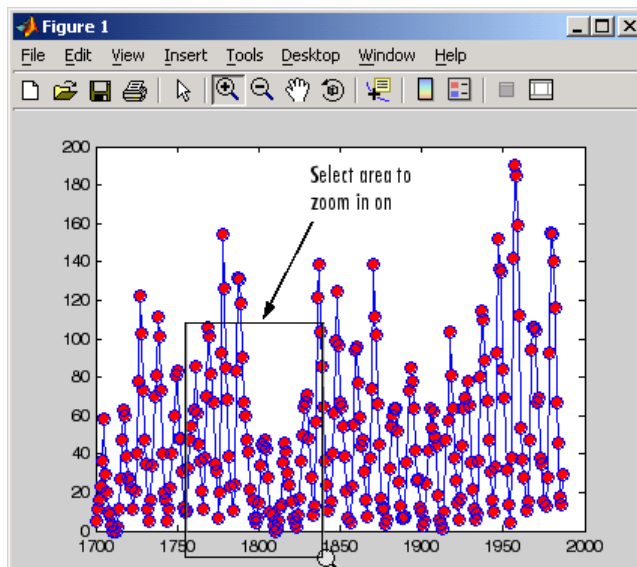 Figure 1
File Edit View Insert Tools Desktop Window Help
200
180
160
140
120
100
80
60
40
20
0
Select area to
zoom in on
1700 1750 1800 1850 1900 1950 2000